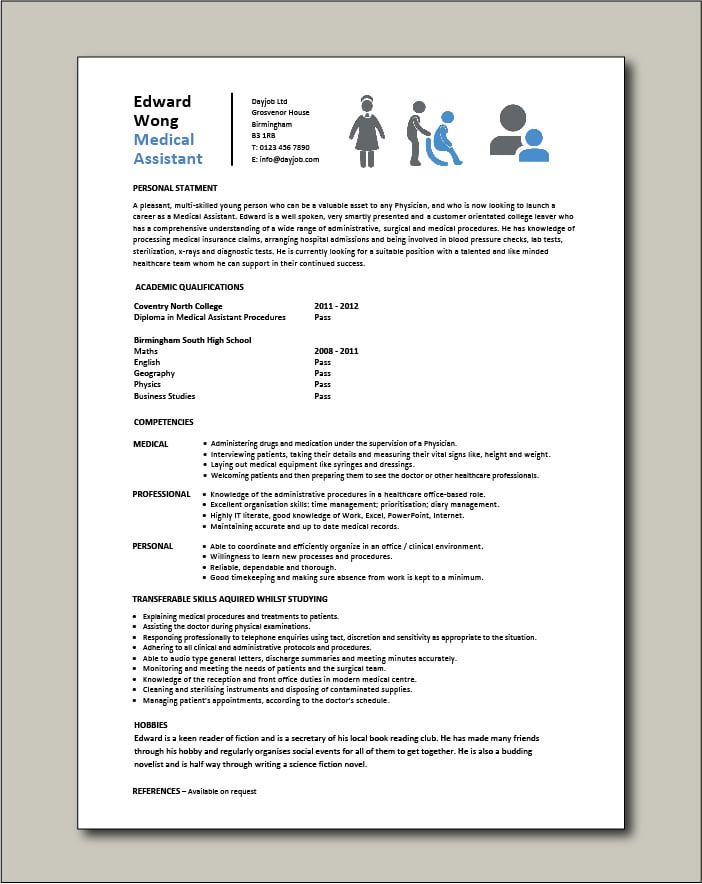 Edward
Wong
Medical
Assistant
Dayjob Ltd
Grosvenor House
Birmingham
B3 1RB
T: 0123 456 7890
E: info@dayjob.com
PERSONAL STATMENT
A pleasant, multi-skilled young person who can be a valuable asset to any Physician, and who is now looking to launch a
career as a Medical Assistant. Edward is a well spoken, very smartly presented and a customer orientated college leaver who
has a comprehensive understanding of a wide range of administrative, surgical and medical procedures. He has knowledge of
processing medical insurance claims, arranging hospital admissions and being involved in blood pressure checks, lab tests,
sterilization, x-rays and diagnostic tests. He is currently looking for a suitable position with a talented and like minded
healthcare team whom he can support in their continued success.
ACADEMIC QUALIFICATIONS
Coventry North College 2011 - 2012
Diploma in Medical Assistant Procedures Pass
Birmingham South High School
Maths 2008 - 2011
English Pass
Geography Pass
Physics Pass
Business Studies Pass
COMPETENCIES
MEDICAL • Administering drugs and medication under the supervision of a Physician.
• Interviewing patients, taking their details and measuring their vital signs like, height and weight.
• Laying out medical equipment like syringes and dressings.
• Welcoming patients and then preparing them to see the doctor or other healthcare professionals.
PROFESSIONAL • Knowledge of the administrative procedures in a healthcare office-based role.
• Excellent organisation skills: time management; prioritisation; diary management.
• Highly IT literate, good knowledge of Work, Excel, PowerPoint, Internet.
• Maintaining accurate and up to date medical records.
PERSONAL • Able to coordinate and efficiently organize in an office / clinical environment.
• Willingness to learn new processes and procedures.
• Reliable, dependable and thorough.
• Good timekeeping and making sure absence from work is kept to a minimum.
TRANSFERABLE SKILLS AQUIRED WHILST STUDYING
• Explaining medical procedures and treatments to patients.
• Assisting the doctor during physical examinations.
• Responding professionally to telephone enquiries using tact, discretion and sensitivity as appropriate to the situation.
• Adhering to all clinical and administrative protocols and procedures.
• Able to audio type general letters, discharge summaries and meeting minutes accurately.
• Monitoring and meeting the needs of patients and the surgical team.
• Knowledge of the reception and front office duties in modern medical centre.
• Cleaning and sterilising instruments and disposing of contaminated supplies.
• Managing patient's appointments, according to the doctor's schedule.
HOBBIES
Edward is a keen reader of fiction and is a secretary of his local book reading club. He has made many friends
through his hobby and regularly organises social events for all of them to get together. He is also a budding
novelist and is half way through writing a science fiction novel.
REFERENCES – Available on request